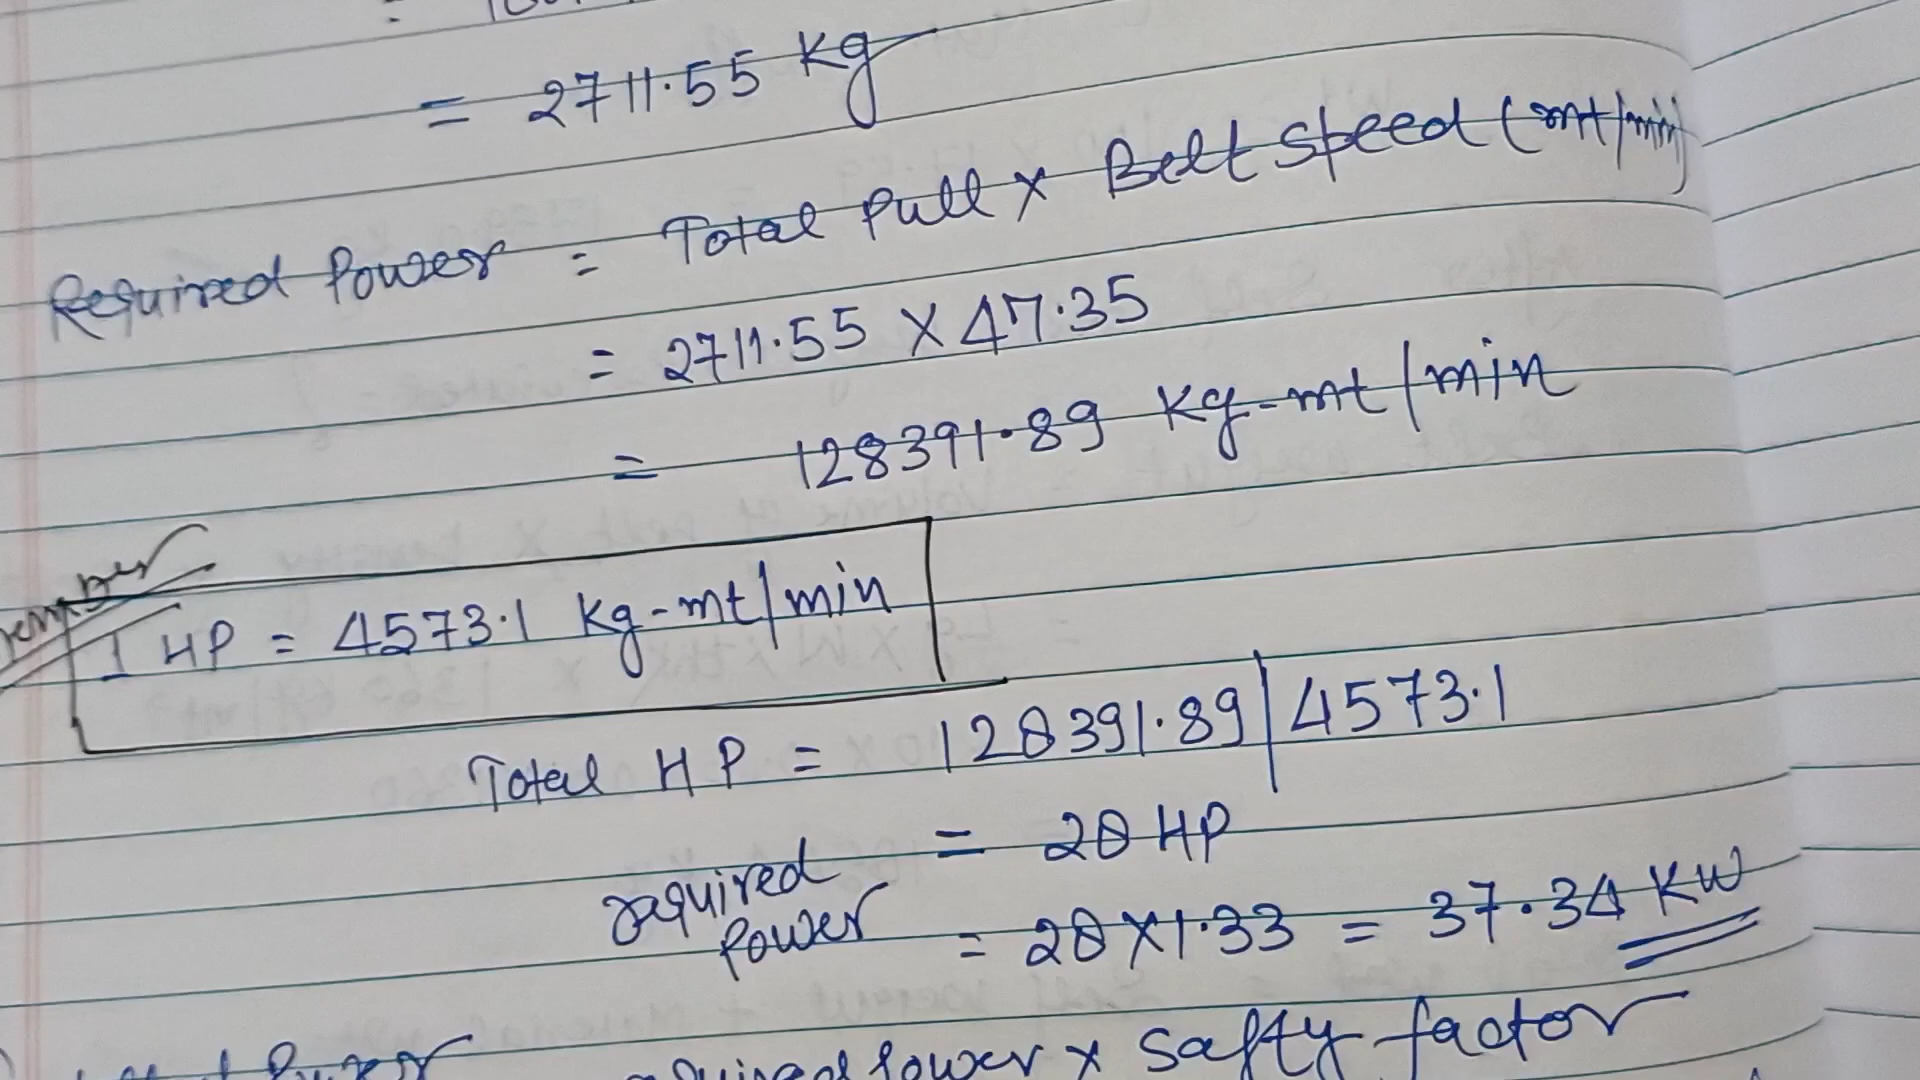 = 2711.55 Kg
Required Power = Total Pull X Belt Speed (mt/min)
= 2711.55 X 47.35
= 128391.89 Kg-mt/min
1 HP = 4573.1 Kg-mt/min
Total HP = 128391.89/4573.1
= 28 HP
required Power = 28 X 1.33 = 37.34 KW
Power X Safty factor